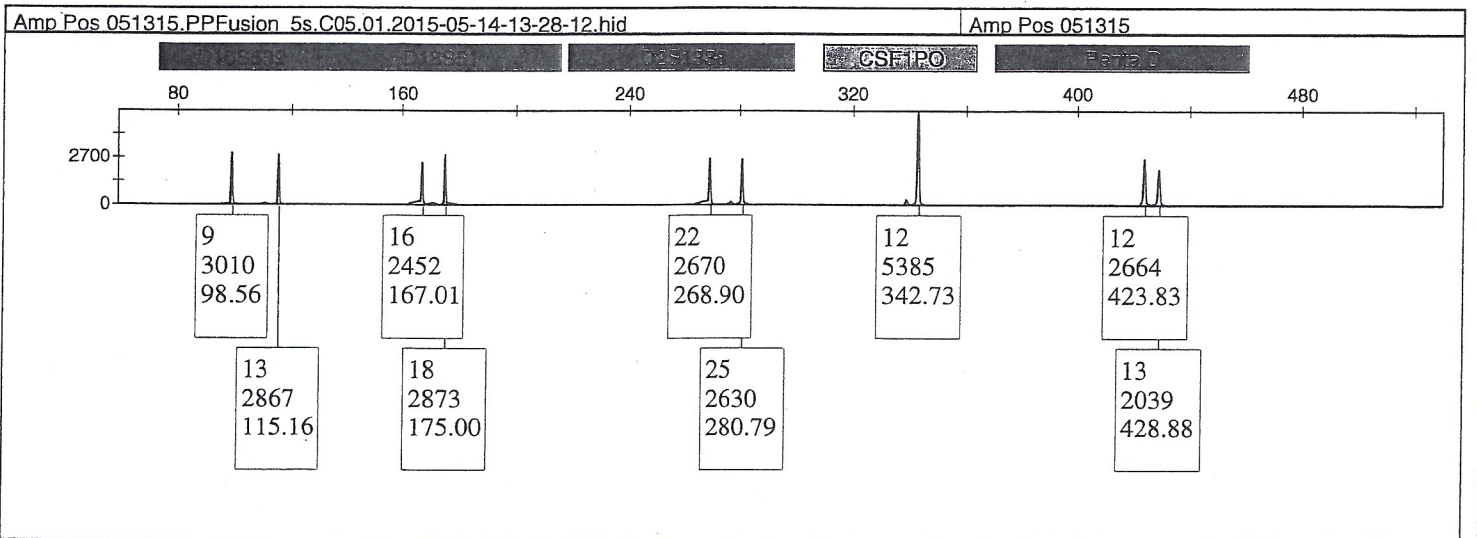 Amp Pos 051315.PPFusion 5s.C05.01.2015-05-14-13-28-12.hid Amp Pos 051315
CSF1PO Penta D
80 160 240 320 400 480
2700
0
9 16 22 12 12
3010 2452 2670 5385 2664
98.56 167.01 268.90 342.73 423.83
13 18 25 13
2867 2873 2630 2039
115.16 175.00 280.79 428.88